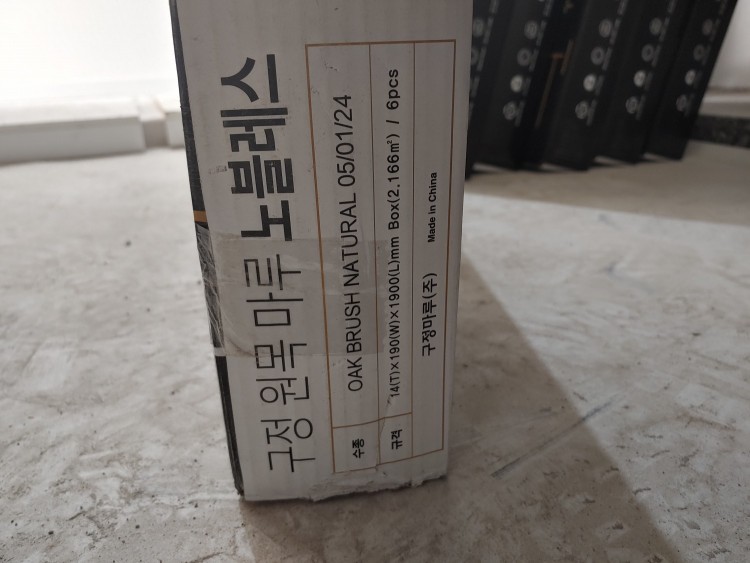 구정 원목 마루 노블레스
수종 OAK BRUSH NATURAL 05/01/24
규격 14(T)×190(W)×1900(L)mm Box(2,166㎡) / 6pcs
구정마루(주) Made in China